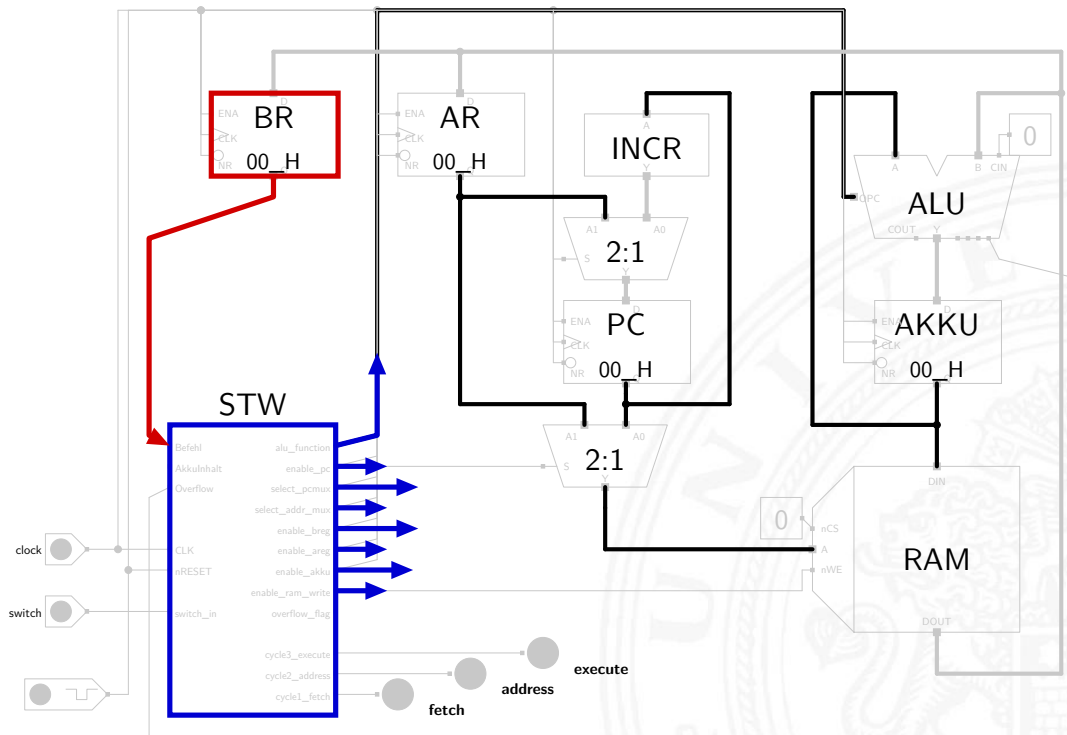 D
ENA
BR
CLK
NR
00_H
D
ENA
AR
CLK
NR
00_H
A
INCR
Y
A1
A0
2:1
S
Y
D
ENA
PC
CLK
NR
00_H
A1
A0
S
2:1
Y
0
A
B
CIN
OPC
ALU
COUT
Y
D
ENA
AKKU
CLK
NR
00_H
STW
Befehl
AkkuInhalt
Overflow
CLK
nRESET
switch_in
alu_function
enable_pc
select_pcmux
select_addr_mux
enable_breg
enable_areg
enable_akku
enable_ram_write
overflow_flag
cycle3_execute
cycle2_address
cycle1_fetch
clock
switch
execute
address
fetch
0
nCS
A
nWE
DIN
RAM
DOUT
U N I V E